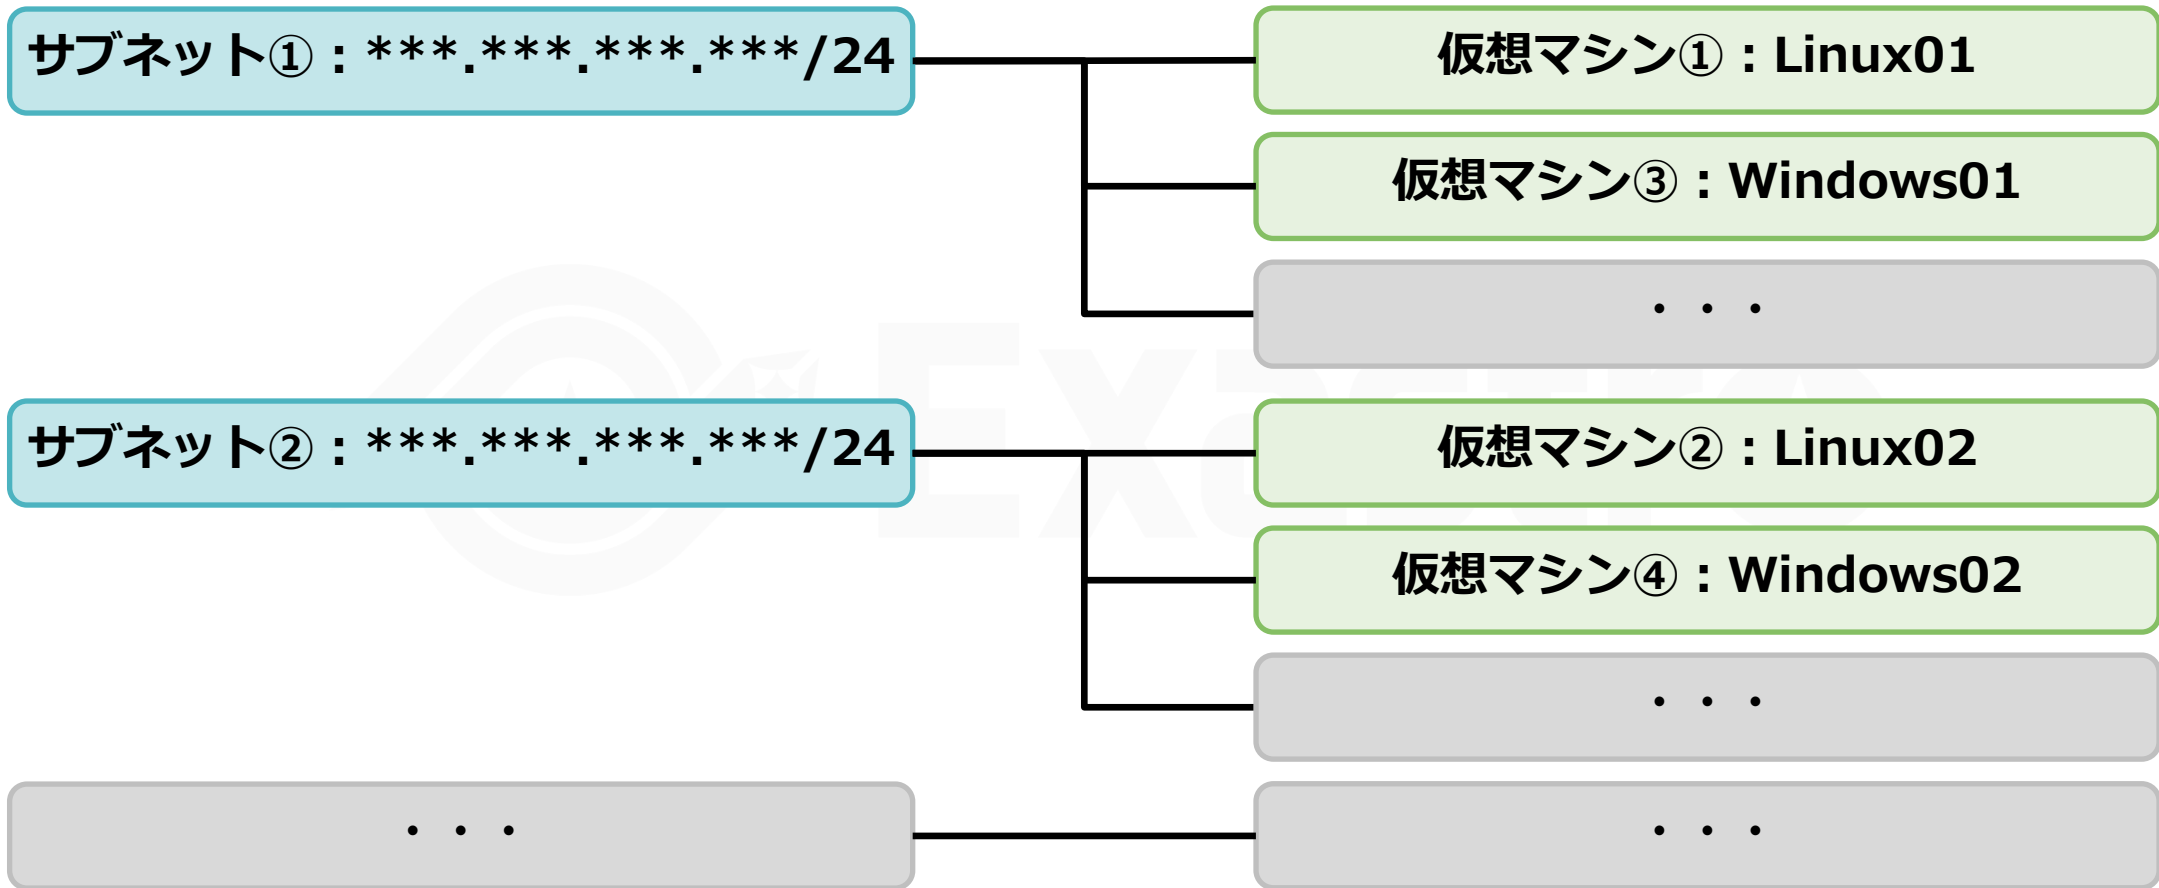 サブネット①：***.***.***.***/24
仮想マシン①：Linux01
仮想マシン③：Windows01
・・・
サブネット②：***.***.***.***/24
仮想マシン②：Linux02
仮想マシン④：Windows02
・・・
・・・
・・・
Exastro